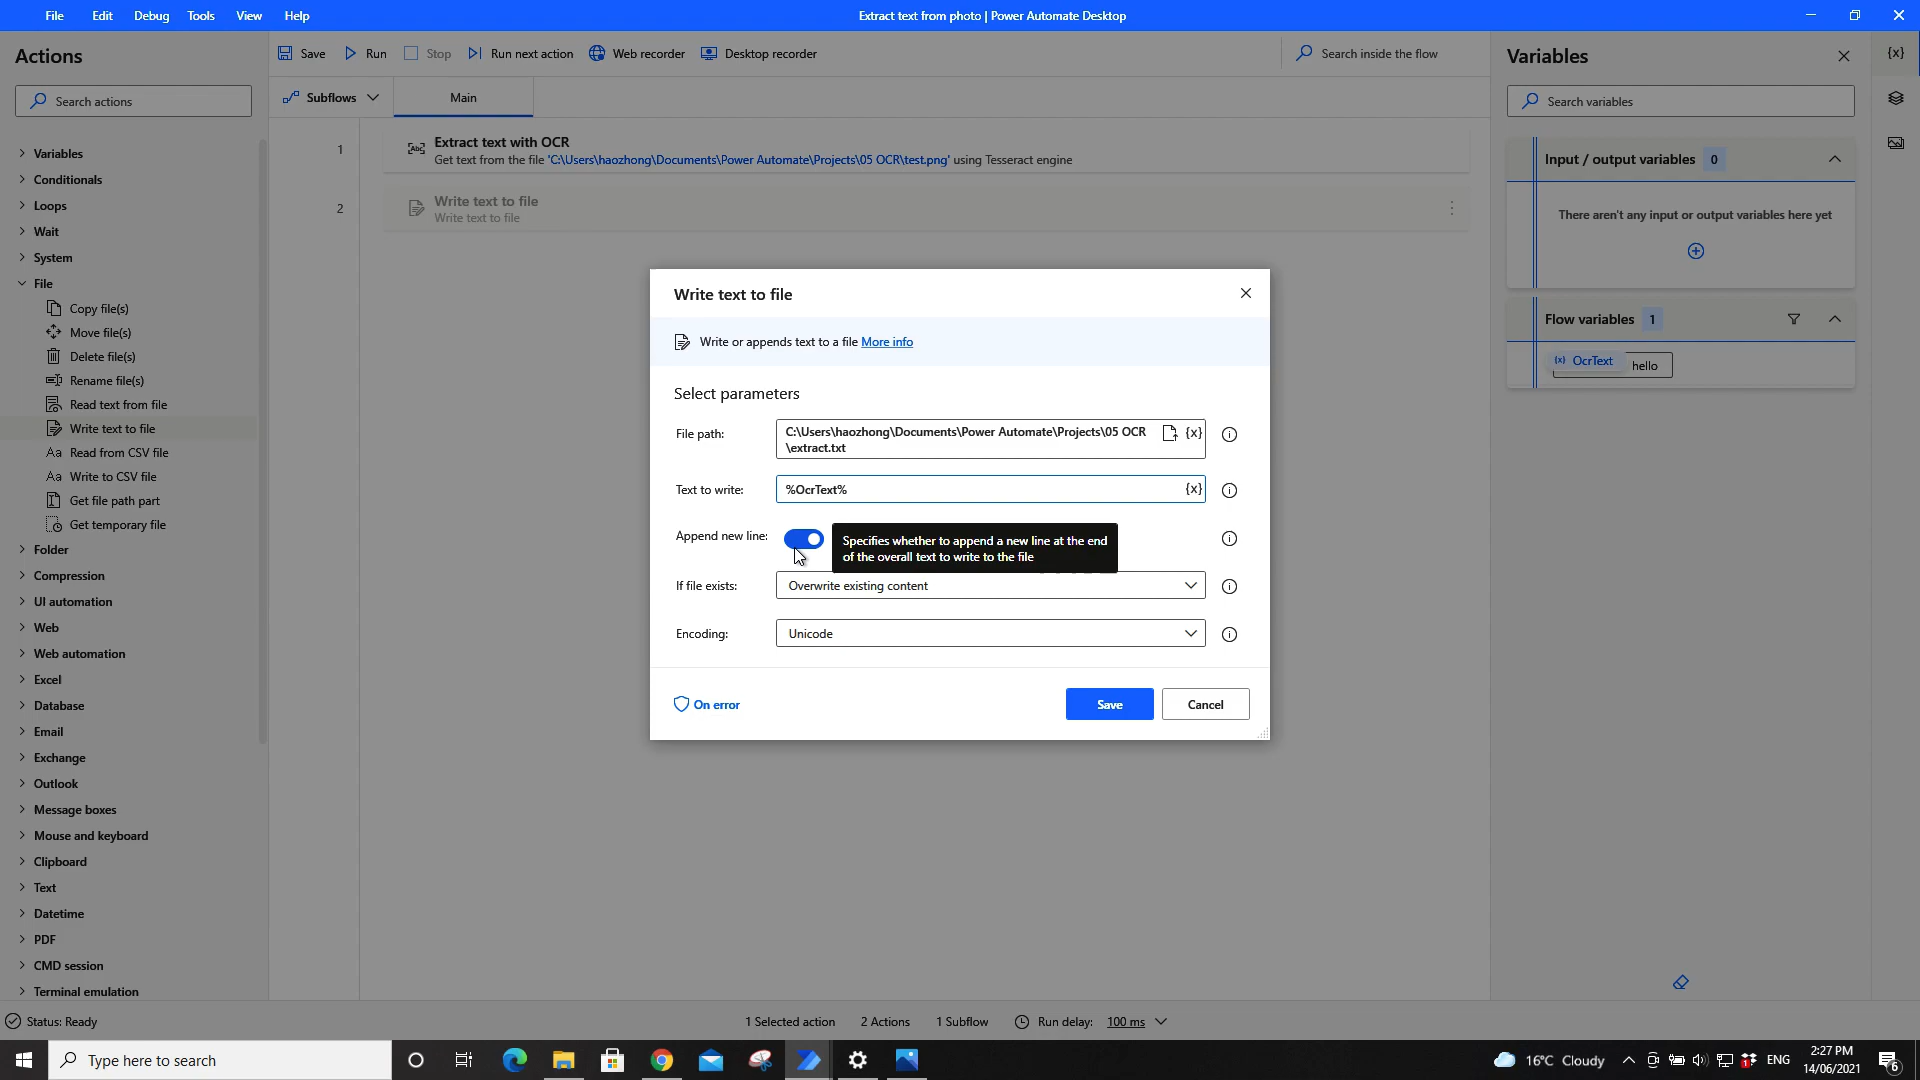 File Edit Debug Tools View Help
Extract text from photo | Power Automate Desktop
Actions
Save Run Stop Run next action Web recorder Desktop recorder
Search inside the flow
Variables
{x}
Search actions
Subflows
Main
Search variables
Variables
Conditionals
Loops
Wait
System
File
Copy file(s)
Move file(s)
Delete file(s)
Rename file(s)
Read text from file
Write text to file
Aa Read from CSV file
Aa Write to CSV file
Get file path part
Get temporary file
Folder
Compression
UI automation
Web
Web automation
Excel
Database
Email
Exchange
Outlook
Message boxes
Mouse and keyboard
Clipboard
Text
Datetime
PDF
CMD session
Terminal emulation
1
Abc
Extract text with OCR
Get text from the file 'C:\Users\haozhong\Documents\Power Automate\Projects\05 OCR\test.png' using Tesseract engine
2
Write text to file
Write text to file
Write text to file
Write or appends text to a file More info
Select parameters
File path:
C:\Users\haozhong\Documents\Power Automate\Projects\05 OCR
\extract.txt
{x}
Text to write:
%OcrText%
{x}
Append new line:
Specifies whether to append a new line at the end
of the overall text to write to the file
If file exists:
Overwrite existing content
Encoding:
Unicode
On error
Save
Cancel
Input / output variables 0
There aren't any input or output variables here yet
Flow variables 1
(x) OcrText
hello
Status: Ready
1 Selected action 2 Actions 1 Subflow Run delay: 100 ms
Type here to search
16°C Cloudy
1
ENG
2:27 PM
14/06/2021
6